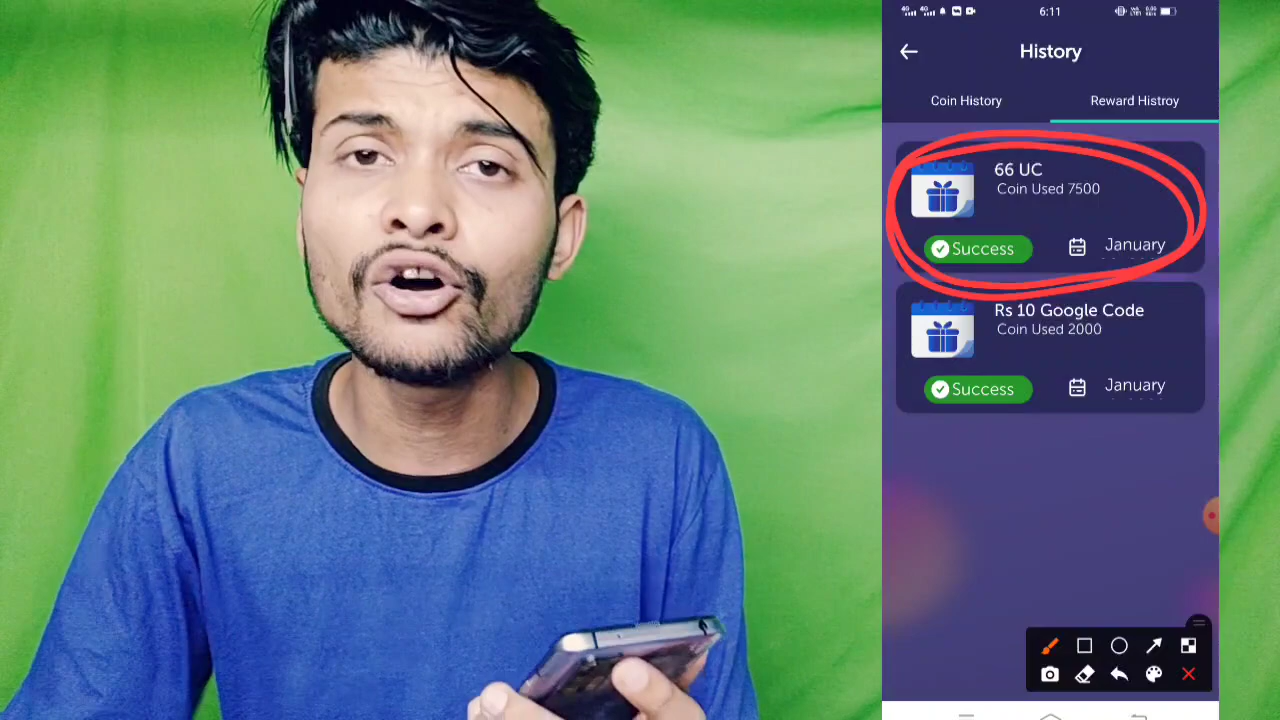 6:11
History
Coin History
Reward Histroy
66 UC
Coin Used 7500
Success
January
Rs 10 Google Code
Coin Used 2000
Success
January